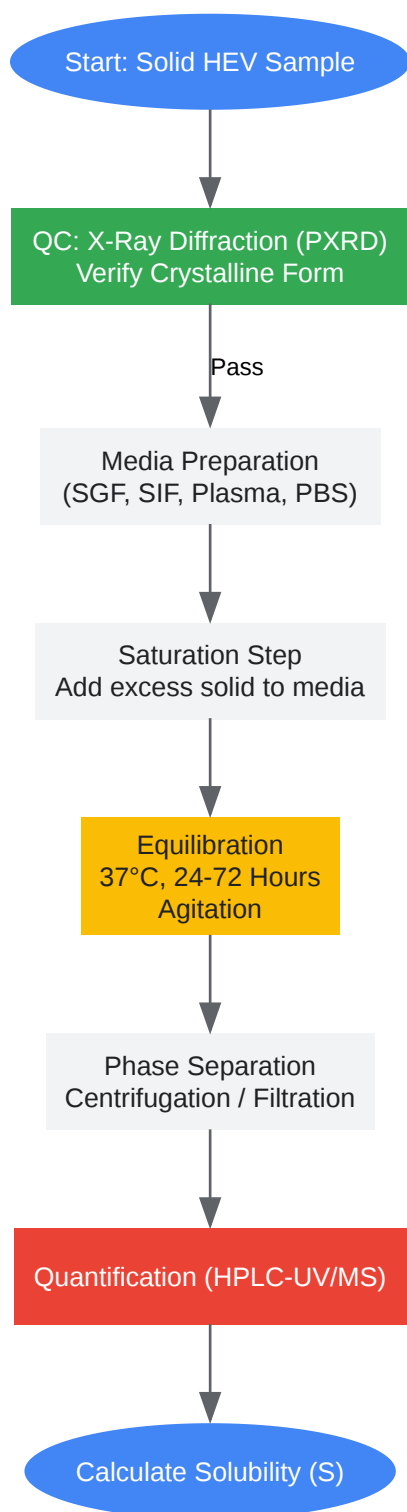 Start: Solid HEV Sample
QC: X-Ray Diffraction (PXRD)
Verify Crystalline Form
Pass
Media Preparation
(SGF, SIF, Plasma, PBS)
Saturation Step
Add excess solid to media
Equilibration
37°C, 24-72 Hours
Agitation
Phase Separation
Centrifugation / Filtration
Quantification (HPLC-UV/MS)
Calculate Solubility (S)